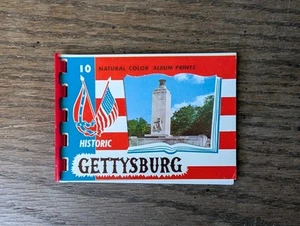 10 NATURAL COLOR ALBUM PRINTS
HISTORIC
GETTYSBURG